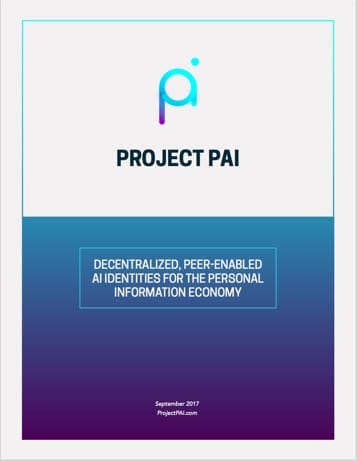 PROJECT PAI
DECENTRALIZED, PEER-ENABLED
AI IDENTITIES FOR THE PERSONAL
INFORMATION ECONOMY
September 2017
ProjectPAI.com